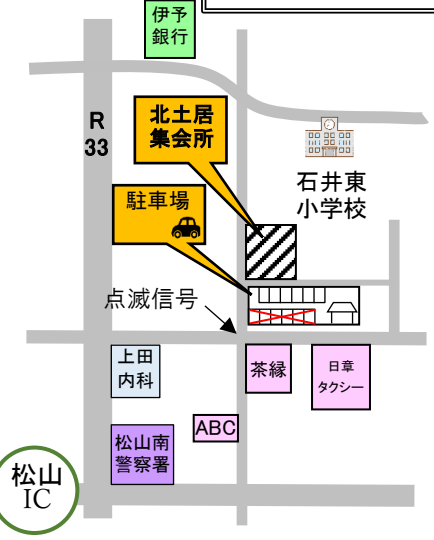 伊予
銀行
R
33
北土居
集会所
石井東
小学校
駐車場
点滅信号
上田
内科
茶縁
日章
タクシー
ABC
松山南
警察署
松山
IC